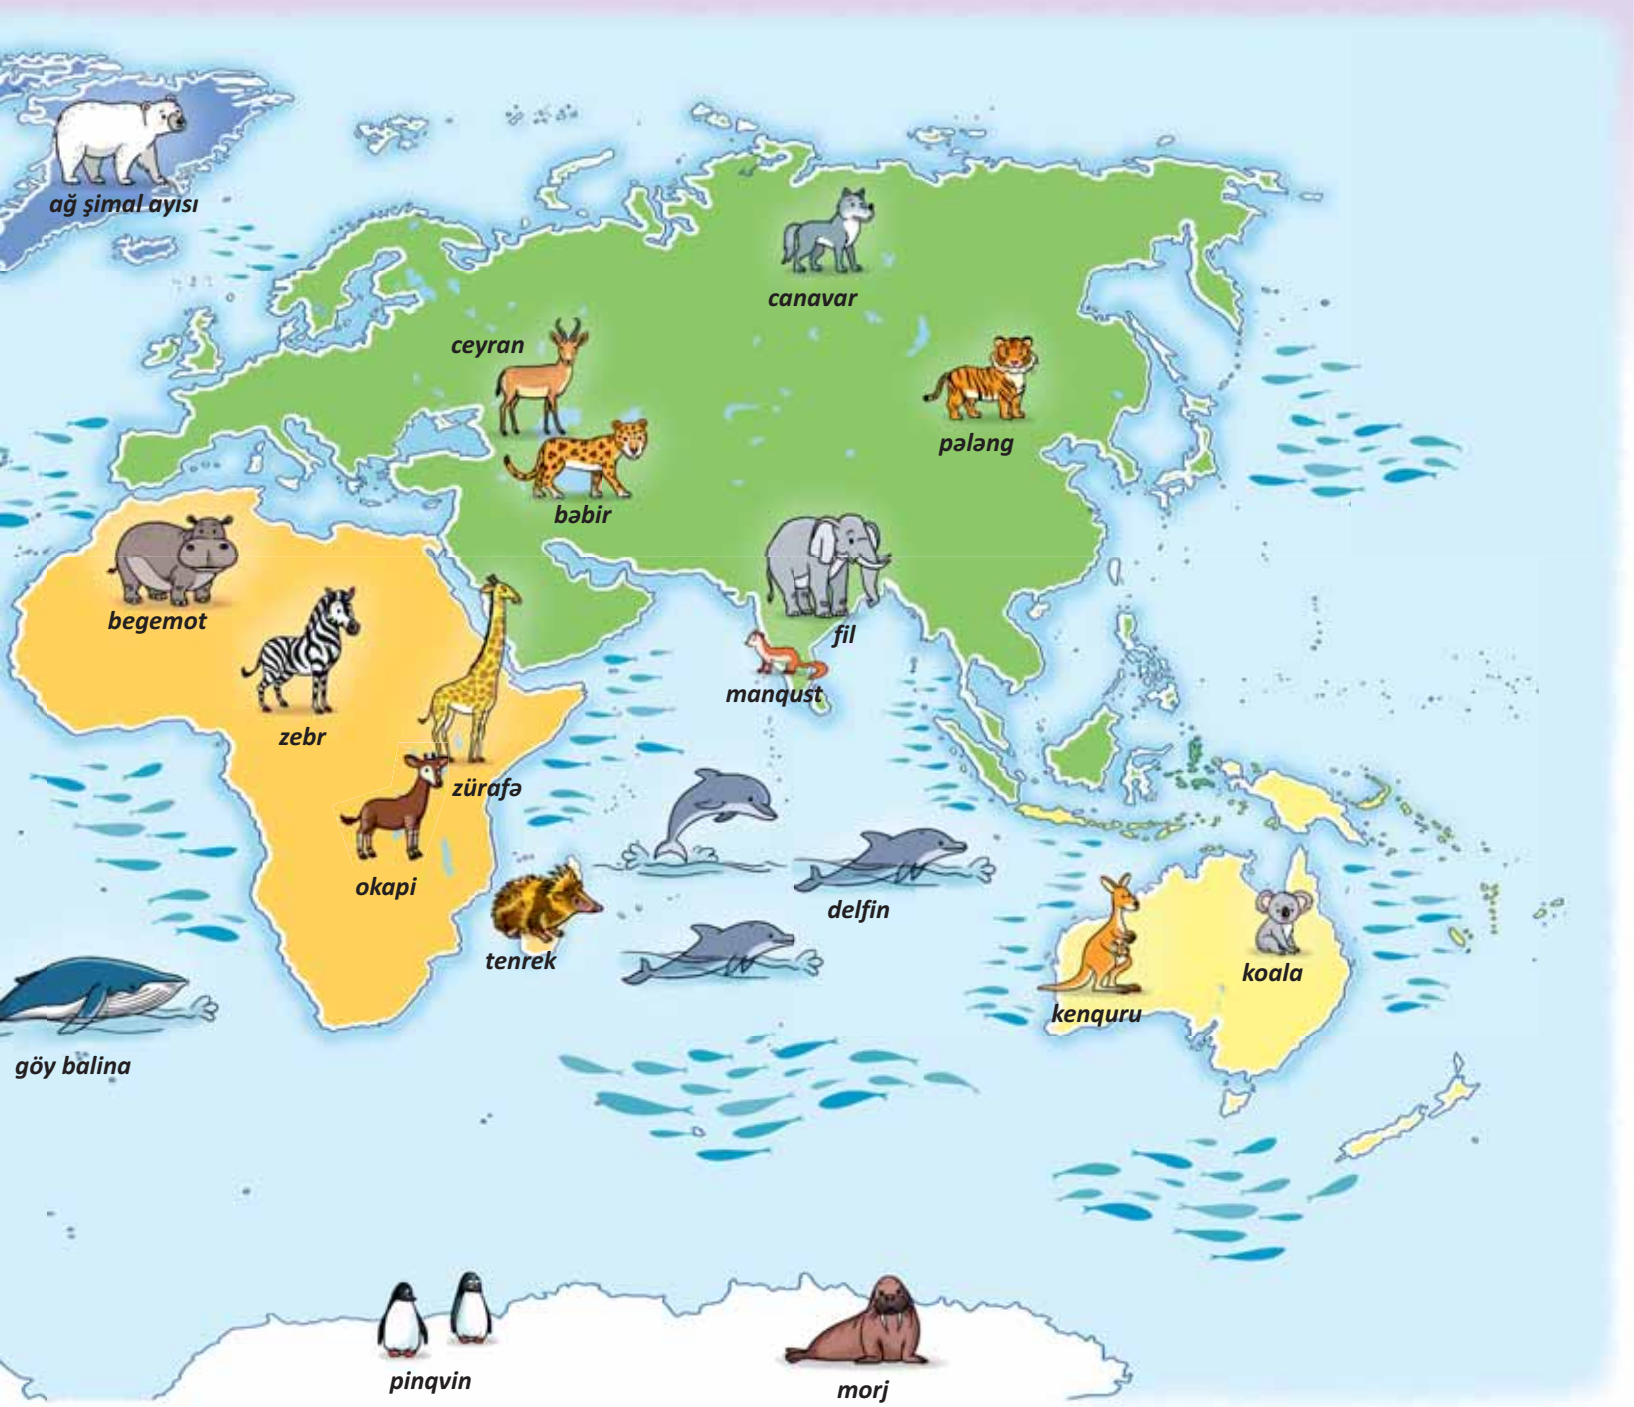 ağ şimal ayısı
canavar
ceyran
pələng
bəbir
begemot
fil
manqust
zebr
zürafə
okapi
delfin
tenrek
koala
kenquru
göy balina
pinqvin
morj